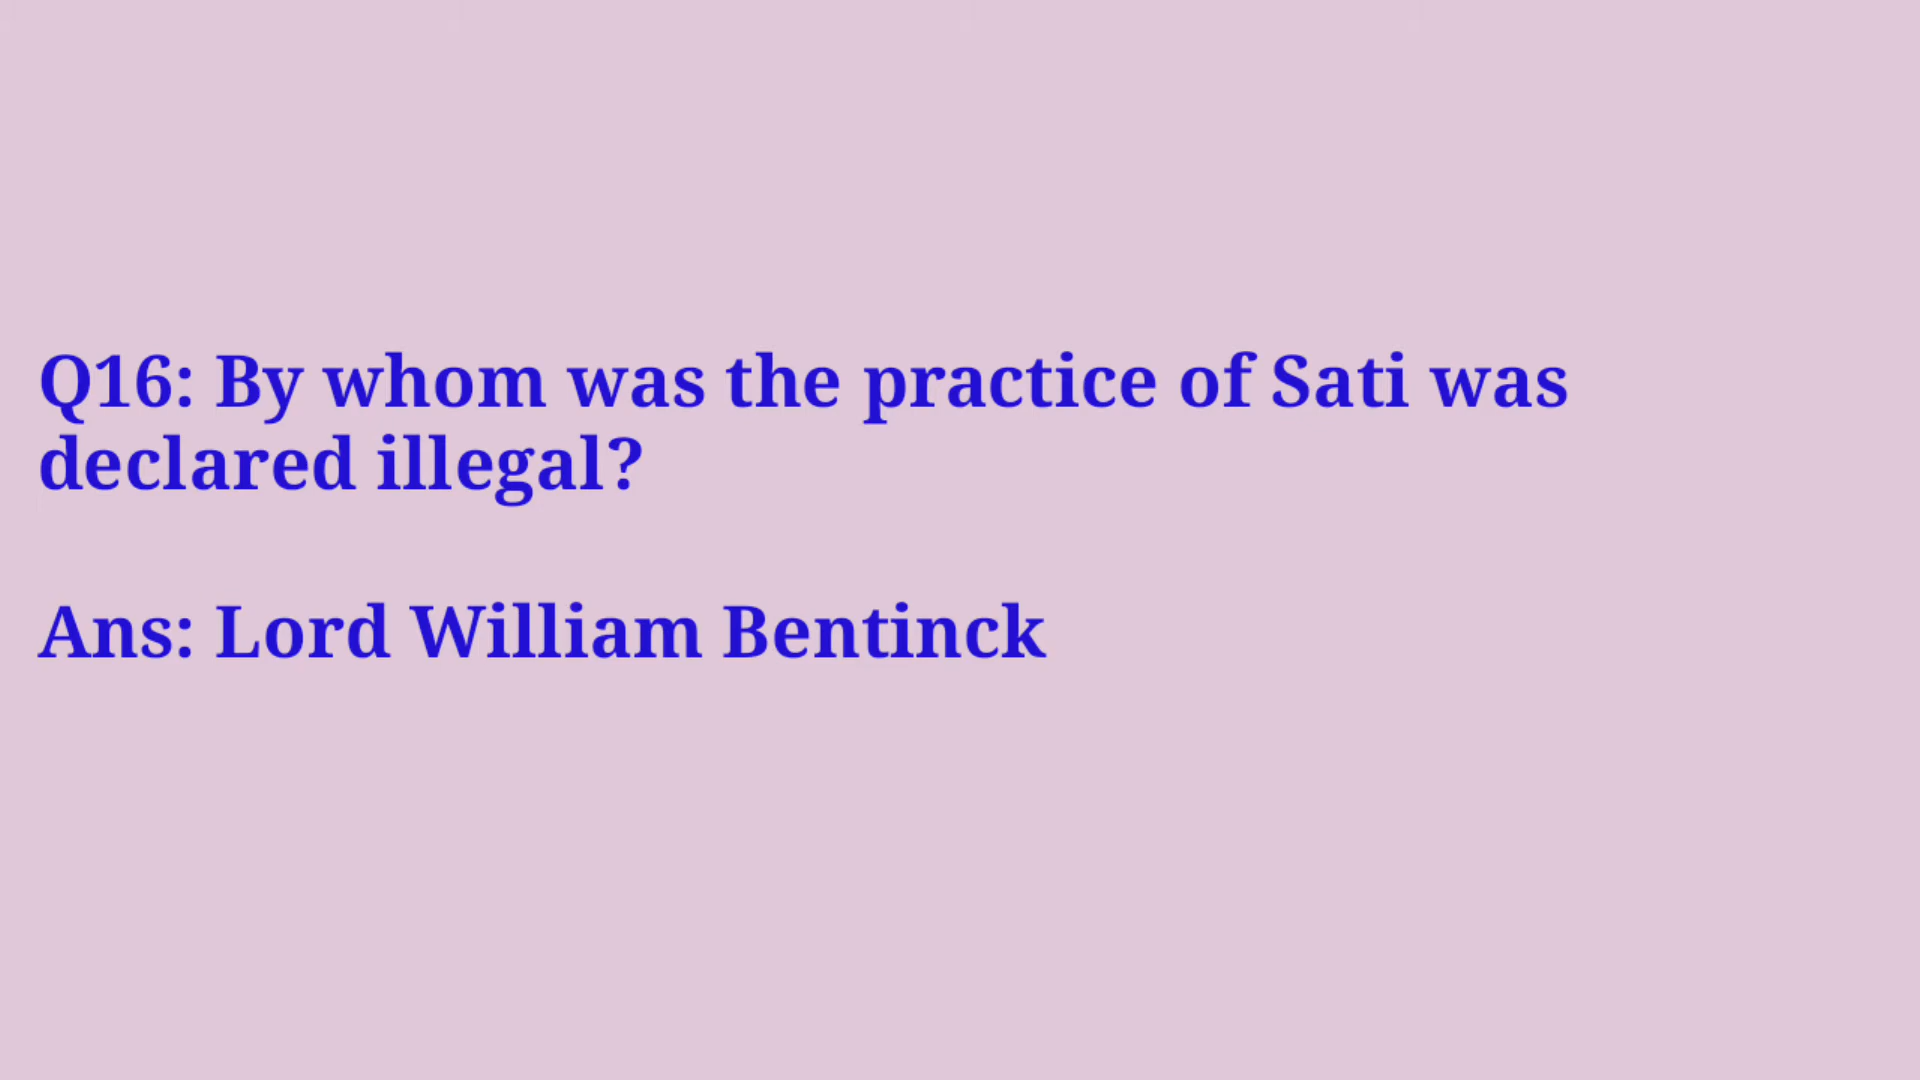 Q16: By whom was the practice of Sati was
declared illegal?
Ans: Lord William Bentinck